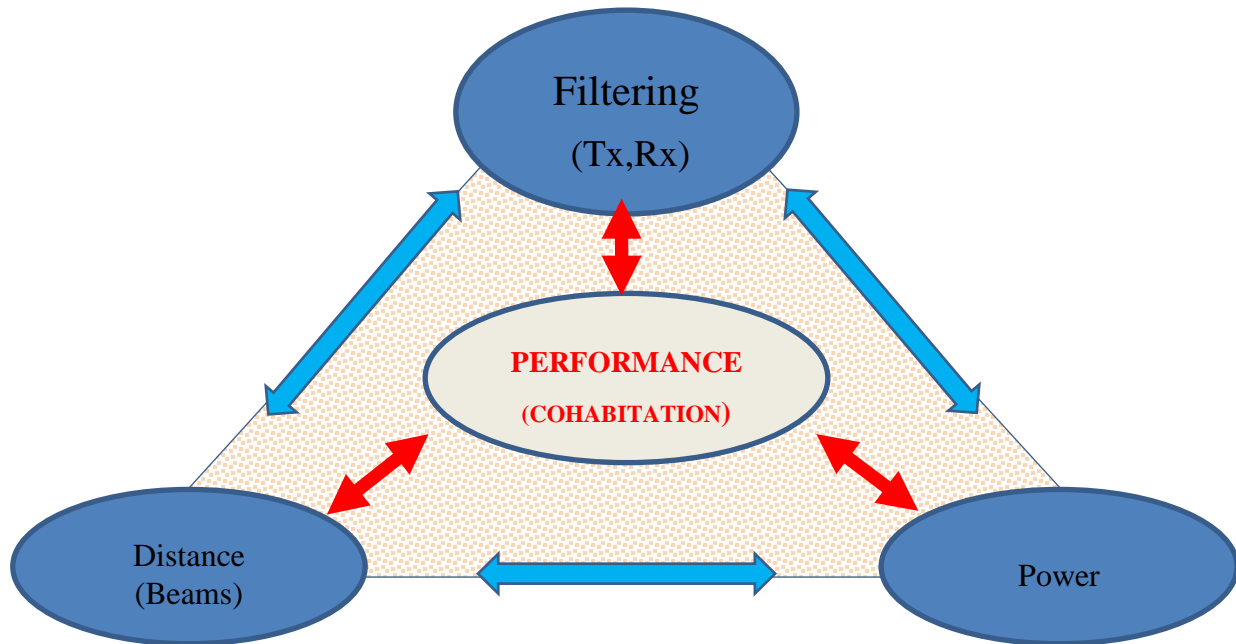 Filtering
(Tx,Rx)
PERFORMANCE
(COHABITATION)
Distance
(Beams)
Power